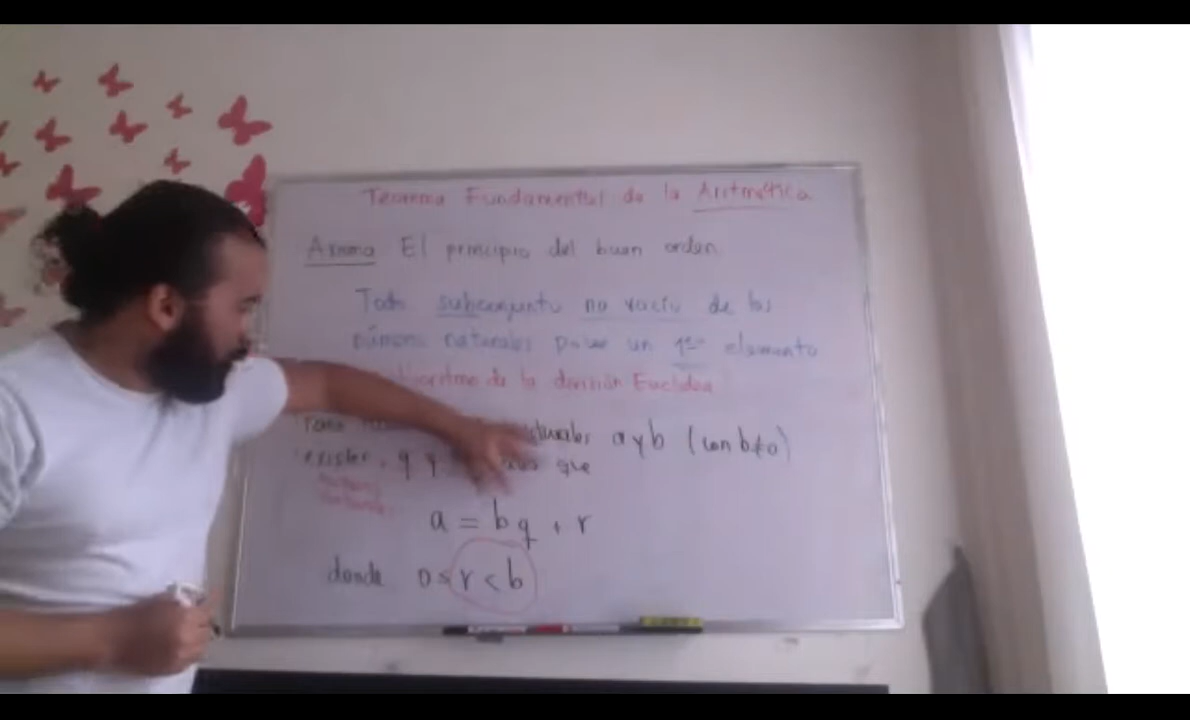 Teorema Fundamental de la Aritmética
Axioma El principio del buen orden
Todo subconjunto no vacío de los
números naturales posee un 1er elemento
algoritmo de la división Euclidea
Para naturales a y b (con b≠0)
existen q y que
a = bq + r
donde 0 ≤ r < b